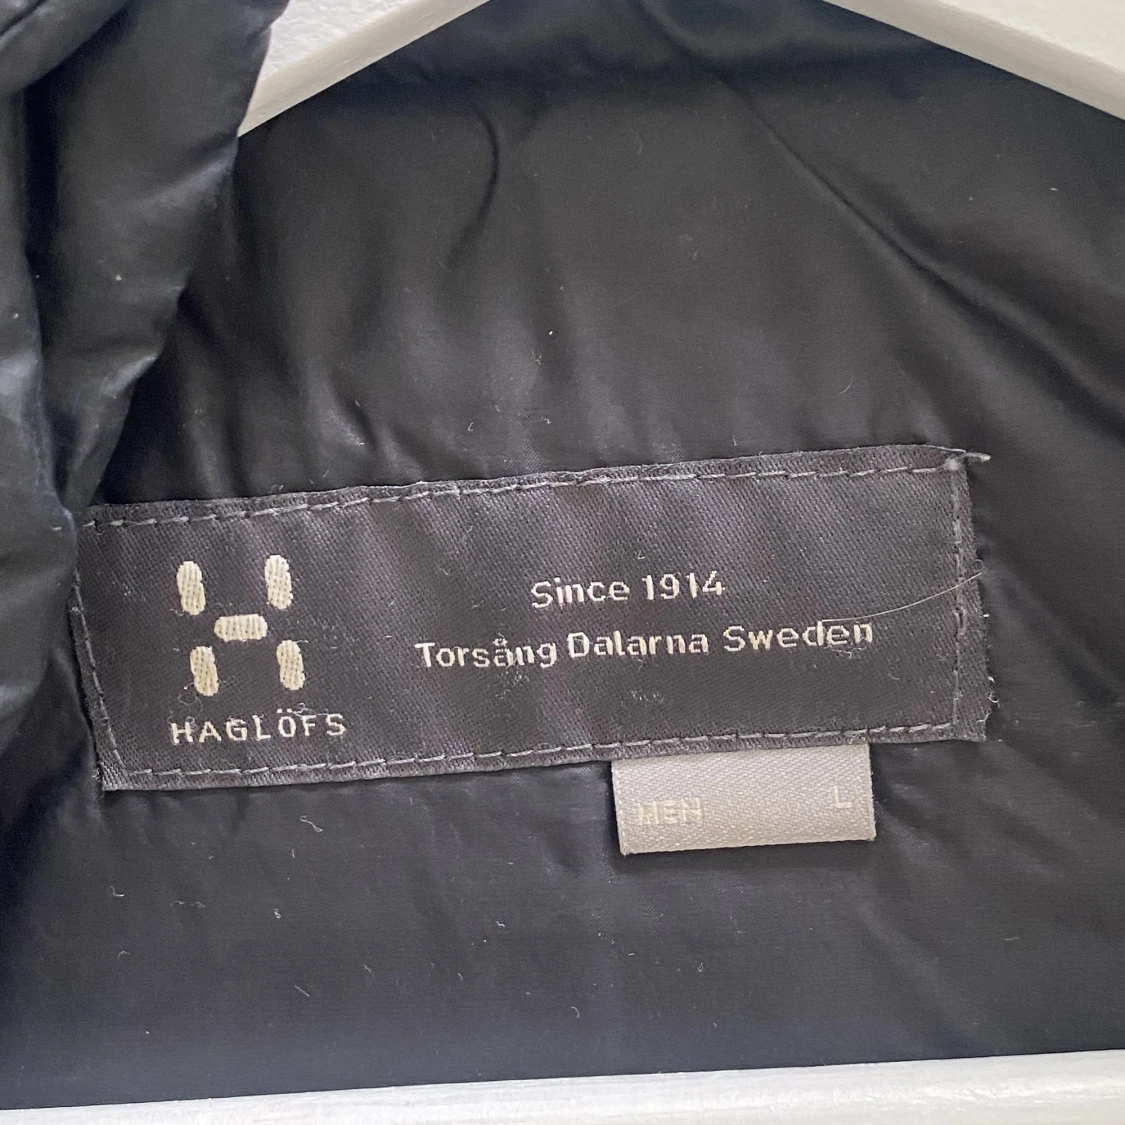 Since 1914
Torsång Dalarna Sweden
HAGLÖFS
MEN L